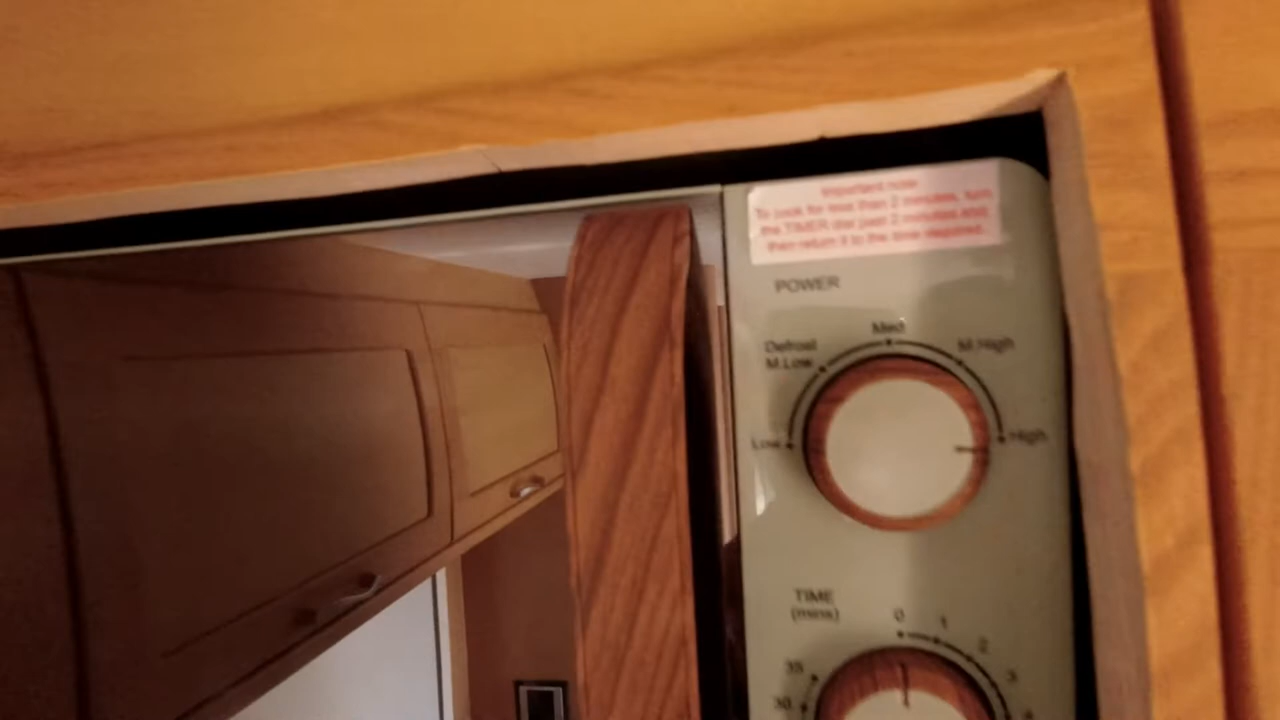 Important note
To cook for less than 2 minutes, turn
the TIMER dial past 2 minutes and
then return it to the time required.
POWER
Med
Defrost
M.Low
M.High
Low
High
TIME
(mins)
0
1
2
3
35
30